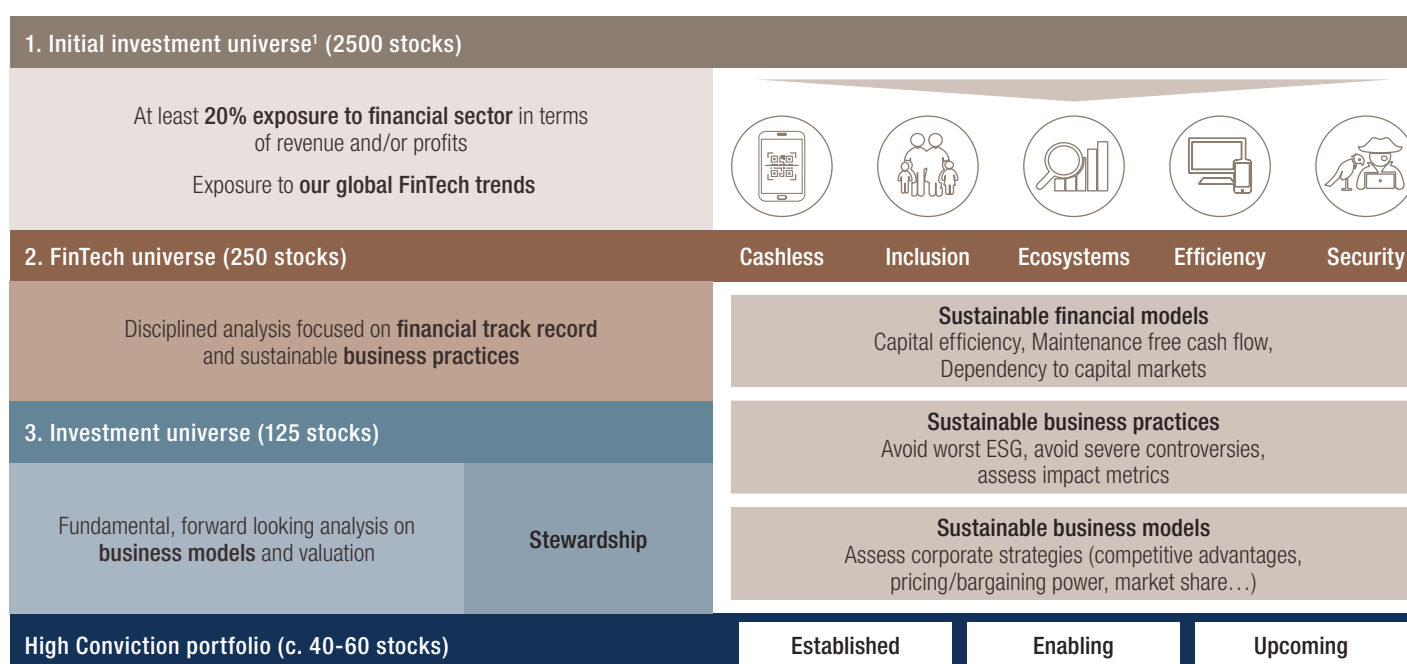 1. Initial investment universe¹ (2500 stocks)
At least 20% exposure to financial sector in terms
of revenue and/or profits
Exposure to our global FinTech trends
2. FinTech universe (250 stocks)
Cashless
Inclusion
Ecosystems
Efficiency
Security
Disciplined analysis focused on financial track record
and sustainable business practices
Sustainable financial models
Capital efficiency, Maintenance free cash flow,
Dependency to capital markets
3. Investment universe (125 stocks)
Sustainable business practices
Avoid worst ESG, avoid severe controversies,
assess impact metrics
Fundamental, forward looking analysis on
business models and valuation
Stewardship
Sustainable business models
Assess corporate strategies (competitive advantages,
pricing/bargaining power, market share…)
High Conviction portfolio (c. 40-60 stocks)
Established
Enabling
Upcoming